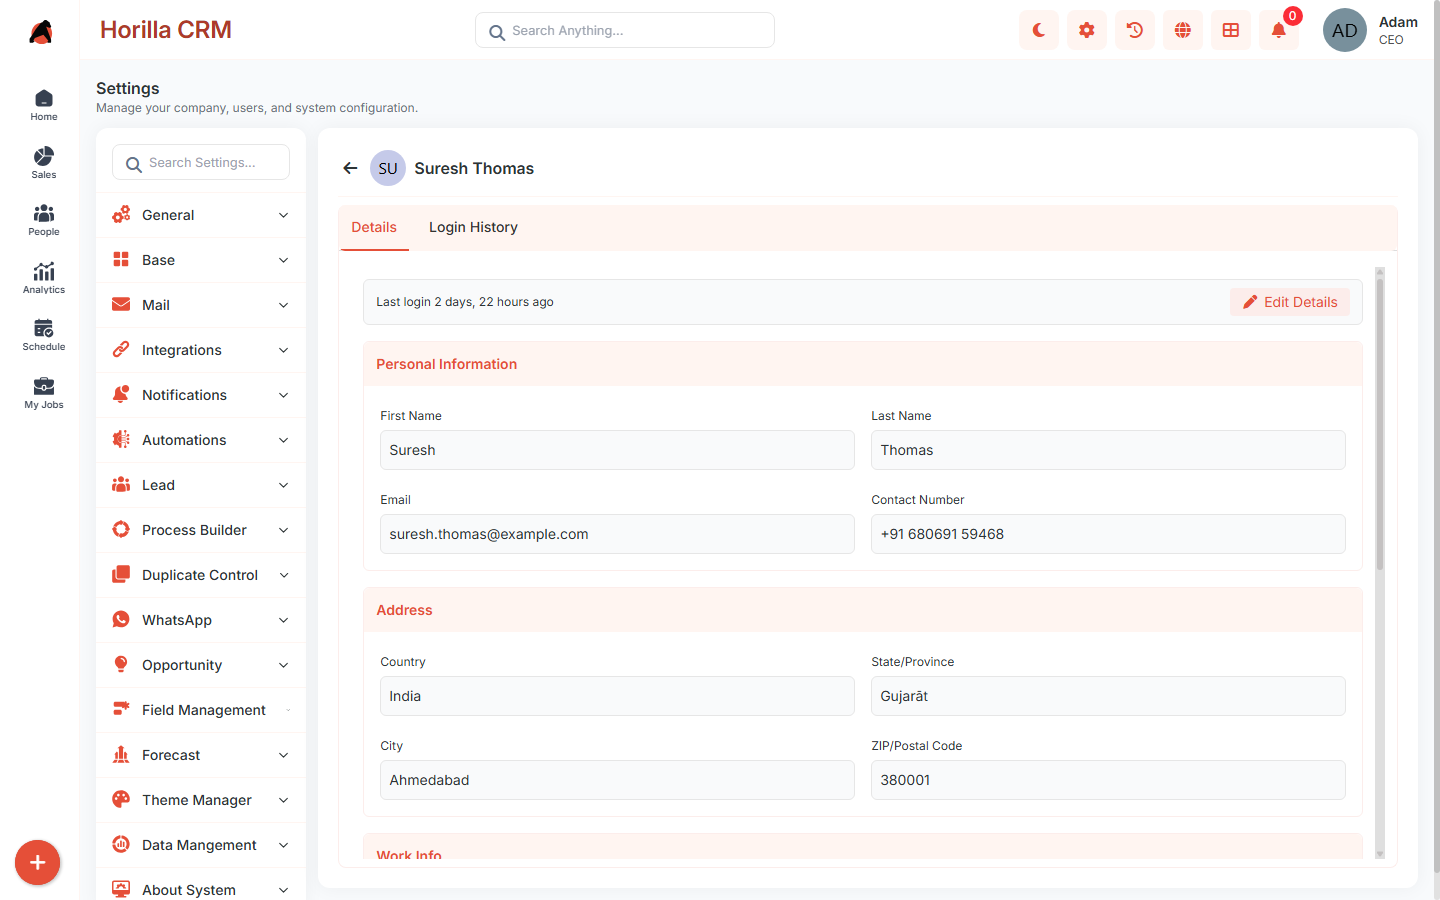 Horilla CRM
Search Anything...
0
AD
Adam
CEO
Home
Sales
People
Analytics
Schedule
My Jobs
Settings
Manage your company, users, and system configuration.
Search Settings...
General
Base
Mail
Integrations
Notifications
Automations
Lead
Process Builder
Duplicate Control
WhatsApp
Opportunity
Field Management
Forecast
Theme Manager
Data Mangement
About System
SU
Suresh Thomas
Details
Login History
Last login 2 days, 22 hours ago
Edit Details
Personal Information
First Name
Last Name
Suresh
Thomas
Email
Contact Number
suresh.thomas@example.com
+91 680691 59468
Address
Country
State/Province
India
Gujarāt
City
ZIP/Postal Code
Ahmedabad
380001
Work Info